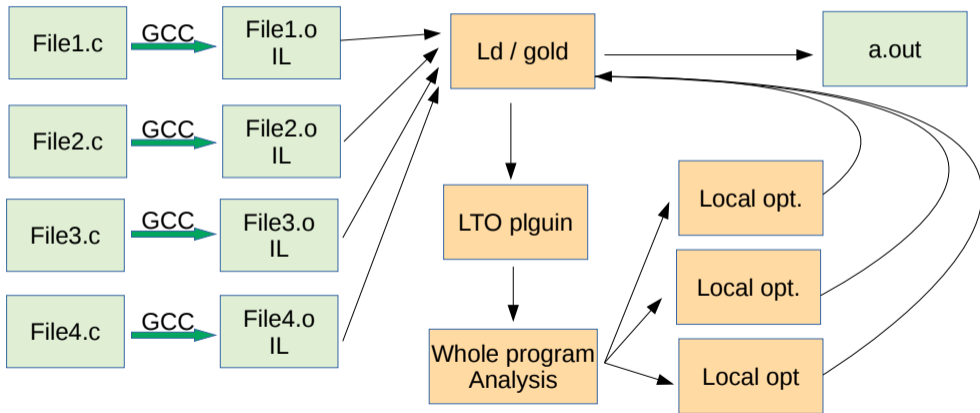 File1.c
GCC
File1.o
IL
Ld / gold
a.out
File2.c
GCC
File2.o
IL
File3.c
GCC
File3.o
IL
LTO plguin
Local opt.
Local opt.
File4.c
GCC
File4.o
IL
Whole program
Analysis
Local opt